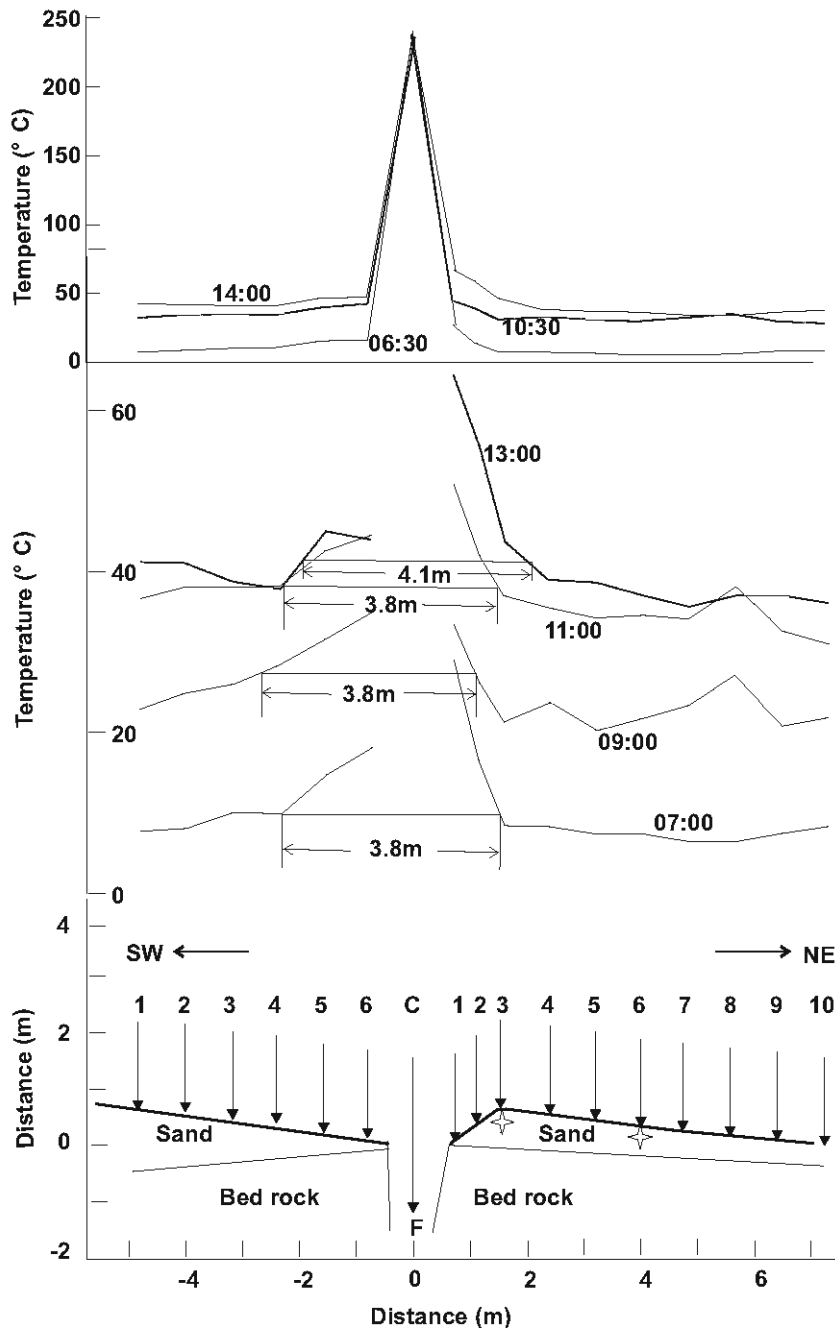 250
200
150
100
50
0
Temperature (° C)
14:00
06:30
10:30
60
40
20
0
Temperature (° C)
13:00
4.1m
3.8m
11:00
3.8m
09:00
07:00
3.8m
4
2
0
-2
Distance (m)
SW
NE
1 2 3 4 5 6 C 1 2 3 4 5 6 7 8 9 10
Sand
Sand
Bed rock
Bed rock
F
-4 -2 0 2 4 6
Distance (m)